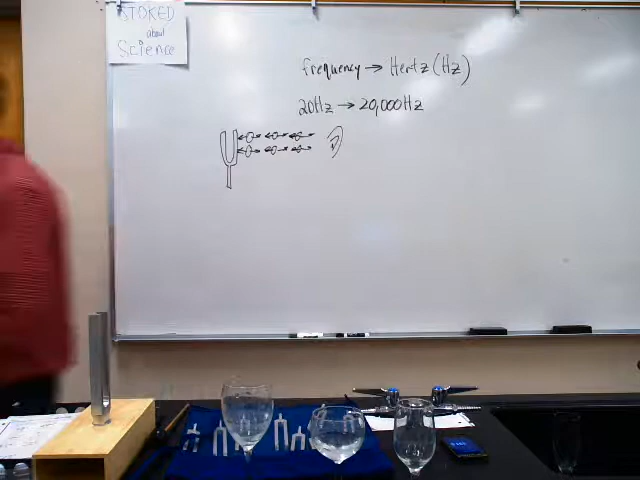 STOKED
about
Science
frequency → Hertz (Hz)
20Hz → 20,000Hz